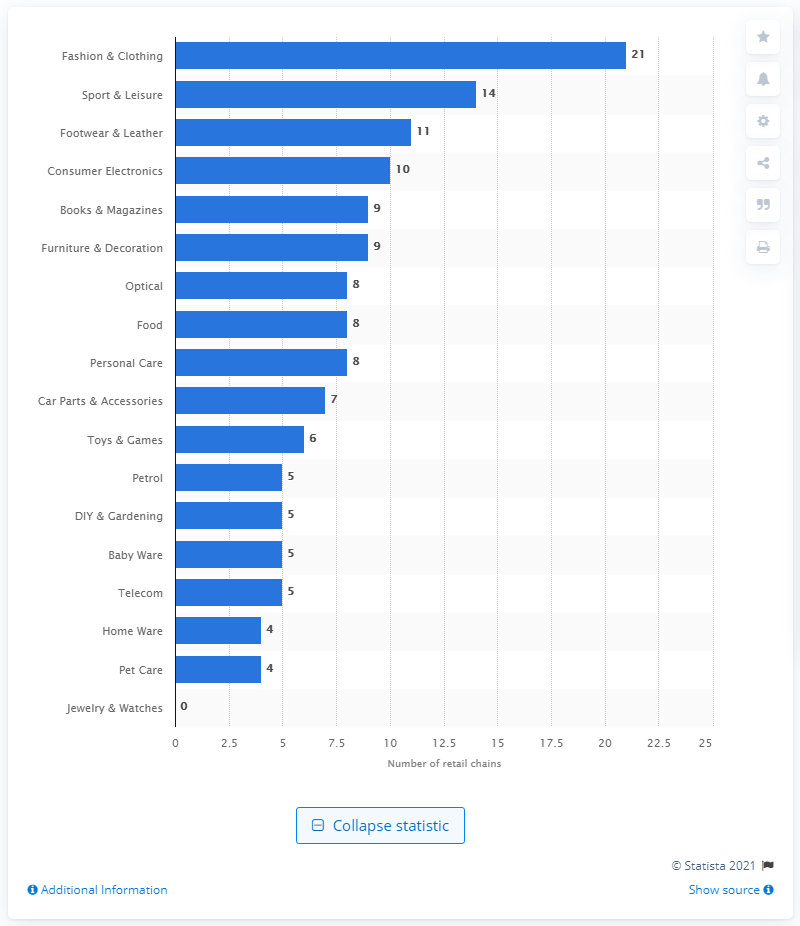 Fashion & Clothing 21
Sport & Leisure 14
Footwear & Leather 11
Consumer Electronics 10
Books & Magazines 9
Furniture & Decoration 9
Optical 8
Food 8
Personal Care 8
Car Parts & Accessories 7
Toys & Games 6
Petrol 5
DIY & Gardening 5
Baby Ware 5
Telecom 5
Home Ware 4
Pet Care 4
Jewelry & Watches 0
0 2.5 5 7.5 10 12.5 15 17.5 20 22.5 25
Number of retail chains
Collapse statistic
© Statista 2021
Additional Information Show source